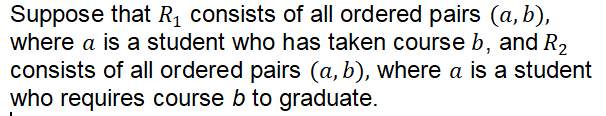 Suppose that R₁ consists of all ordered pairs (a, b),
where a is a student who has taken course b, and R₂
consists of all ordered pairs (a, b), where a is a student
who requires course b to graduate.